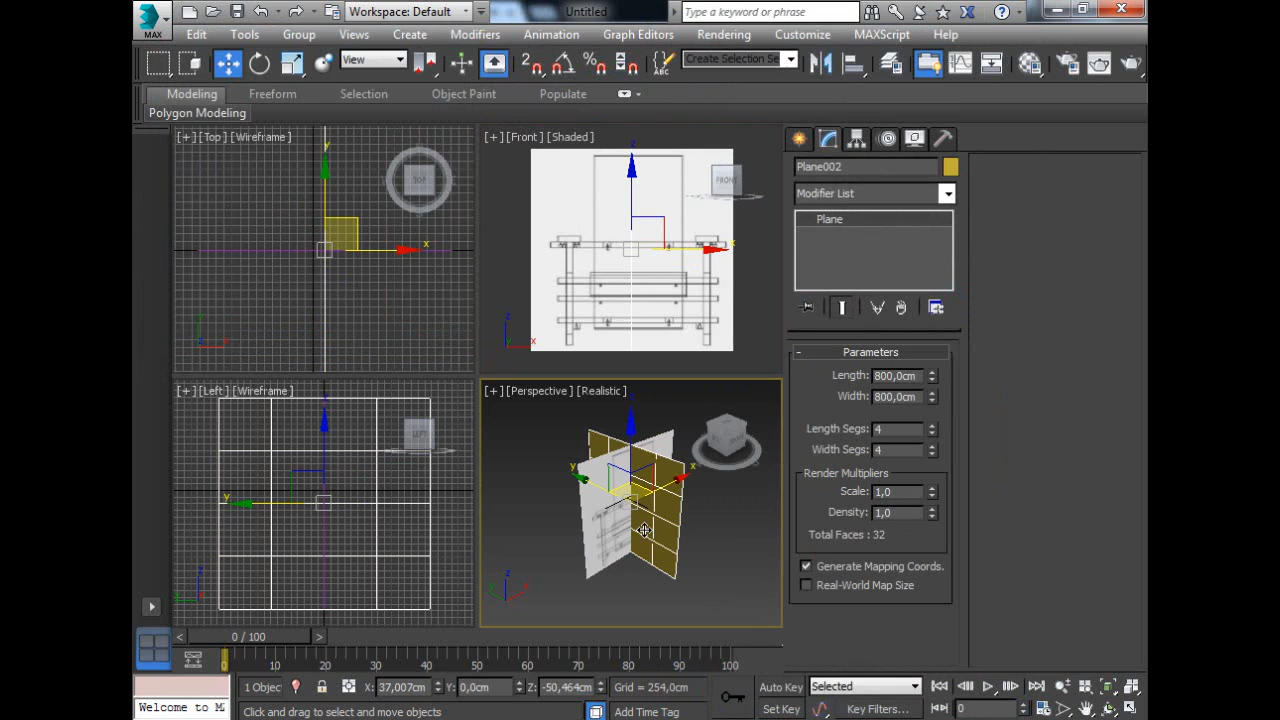 MAX
Workspace: Default
Untitled
Type a keyword or phrase
Edit Tools Group Views Create Modifiers Animation Graph Editors Rendering Customize MAXScript Help
View
Create Selection Se
Modeling Freeform Selection Object Paint Populate
Polygon Modeling
[+] [Top] [Wireframe]
TOP
y
x
z
x
[+] [Front] [Shaded]
FRONT
z
x
z
x
Plane002
Modifier List
Plane
Parameters
Length: 800,0cm
Width: 800,0cm
Length Segs: 4
Width Segs: 4
Render Multipliers
Scale: 1,0
Density: 1,0
Total Faces : 32
Generate Mapping Coords.
Real-World Map Size
[+] [Left] [Wireframe]
LEFT
y
z
[+] [Perspective] [Realistic]
y
x
z
0 / 100
0 10 20 30 40 50 60 70 80 90 100
1 Objec X: 37,007cm Y: 0,0cm Z: -50,464cm Grid = 254,0cm Auto Key Selected
Welcome to M Click and drag to select and move objects Add Time Tag Set Key Key Filters... 0